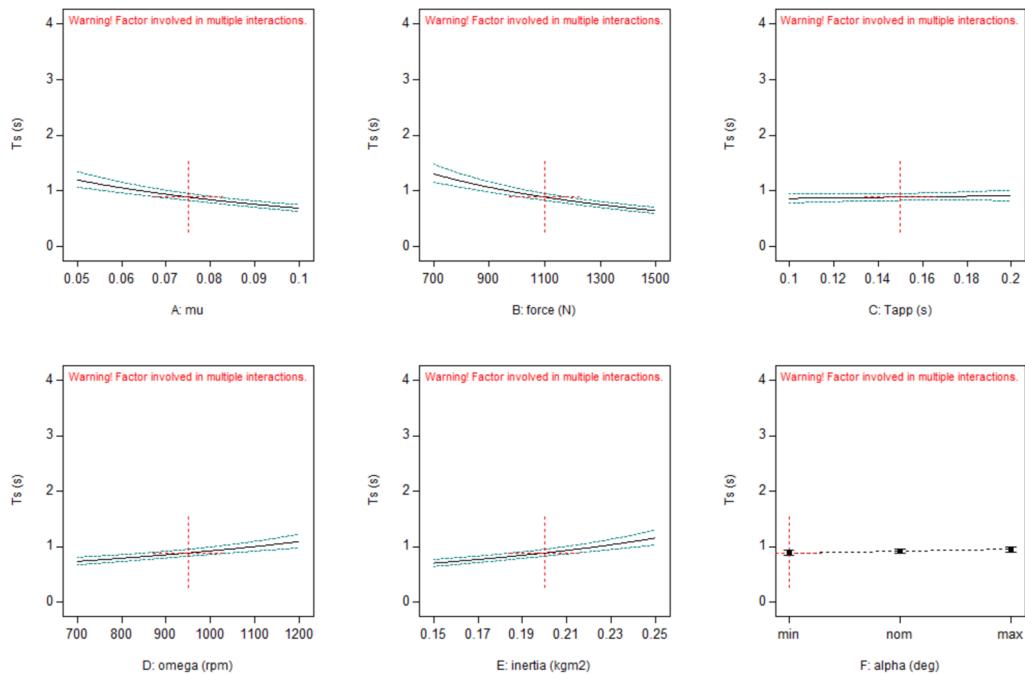 Warning! Factor involved in multiple interactions.
4
3
2
1
0
Ts (s)
0.05 0.06 0.07 0.08 0.09 0.1
A: mu
Warning! Factor involved in multiple interactions.
4
3
2
1
0
Ts (s)
700 900 1100 1300 1500
B: force (N)
Warning! Factor involved in multiple interactions.
4
3
2
1
0
Ts (s)
0.1 0.12 0.14 0.16 0.18 0.2
C: Tapp (s)
Warning! Factor involved in multiple interactions.
4
3
2
1
0
Ts (s)
700 800 900 1000 1100 1200
D: omega (rpm)
Warning! Factor involved in multiple interactions.
4
3
2
1
0
Ts (s)
0.15 0.17 0.19 0.21 0.23 0.25
E: inertia (kgm2)
Warning! Factor involved in multiple interactions.
4
3
2
1
0
Ts (s)
min nom max
F: alpha (deg)